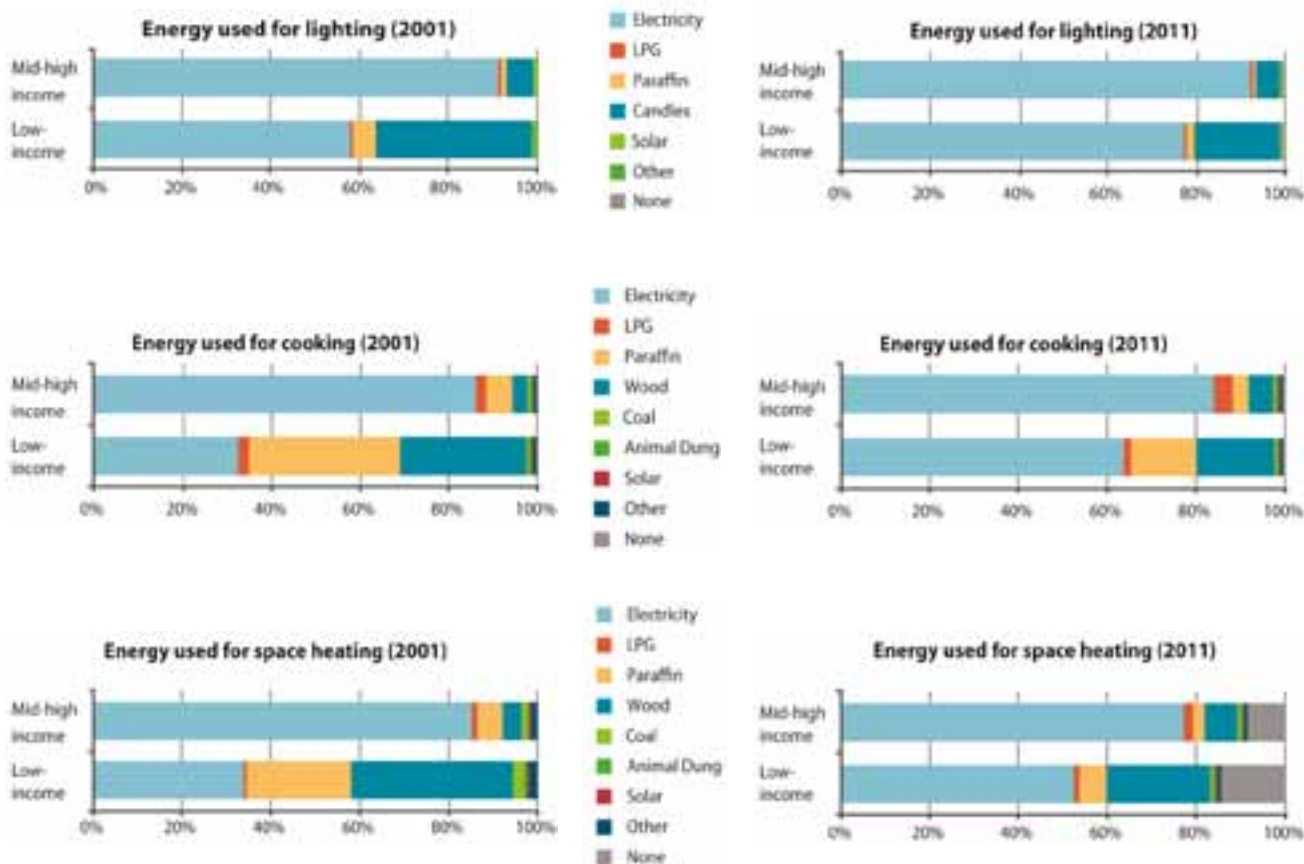 Energy used for lighting (2001)
Mid-high
income
Low-
income
0% 20% 40% 60% 80% 100%
Electricity
LPG
Paraffin
Candles
Solar
Other
None
Energy used for lighting (2011)
Mid-high
income
Low-
income
0% 20% 40% 60% 80% 100%
Energy used for cooking (2001)
Mid-high
income
Low-
income
0% 20% 40% 60% 80% 100%
Electricity
LPG
Paraffin
Wood
Coal
Animal Dung
Solar
Other
None
Energy used for cooking (2011)
Mid-high
income
Low-
income
0% 20% 40% 60% 80% 100%
Energy used for space heating (2001)
Mid-high
income
Low-
income
0% 20% 40% 60% 80% 100%
Electricity
LPG
Paraffin
Wood
Coal
Animal Dung
Solar
Other
None
Energy used for space heating (2011)
Mid-high
income
Low-
income
0% 20% 40% 60% 80% 100%